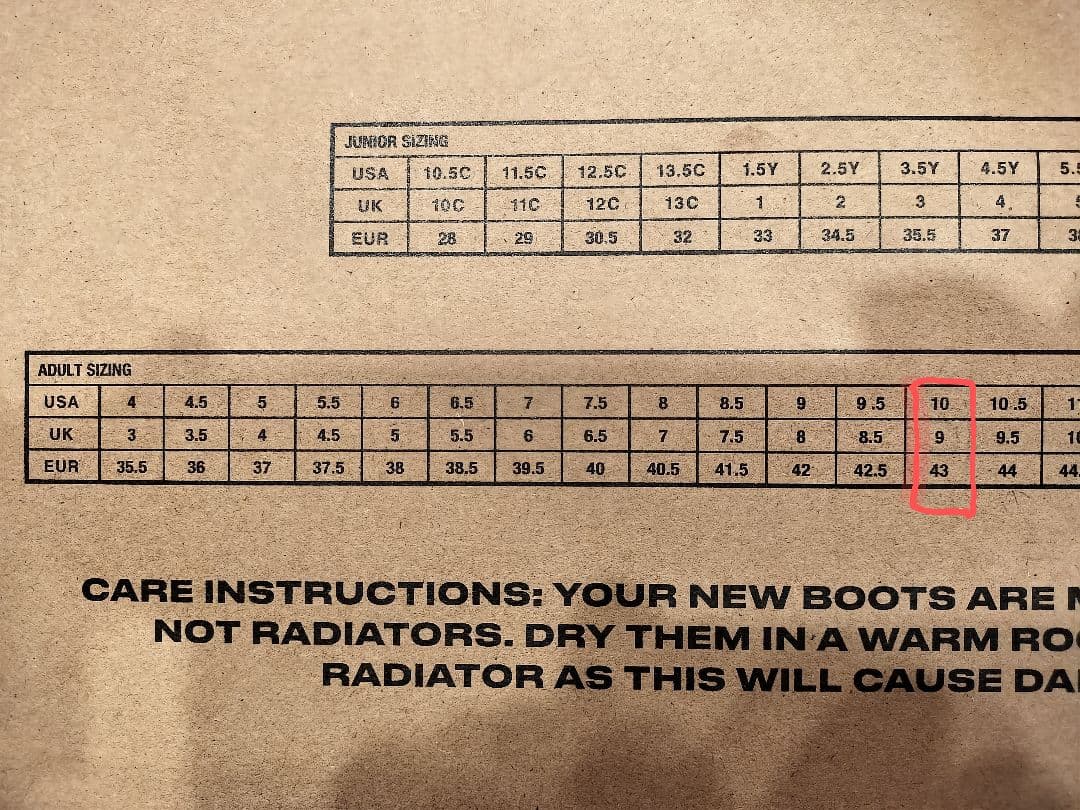 JUNIOR SIZING
USA 10.5C 11.5C 12.5C 13.5C 1.5Y 2.5Y 3.5Y 4.5Y
UK 10C 11C 12C 13C 1 2 3 4
EUR 28 29 30.5 32 33 34.5 35.5 37
ADULT SIZING
USA 4 4.5 5 5.5 6 6.5 7 7.5 8 8.5 9 9.5 10 10.5
UK 3 3.5 4 4.5 5 5.5 6 6.5 7 7.5 8 8.5 9 9.5
EUR 35.5 36 37 37.5 38 38.5 39.5 40 40.5 41.5 42 42.5 43 44
CARE INSTRUCTIONS: YOUR NEW BOOTS ARE
NOT RADIATORS. DRY THEM IN A WARM
RADIATOR AS THIS WILL CAUSE